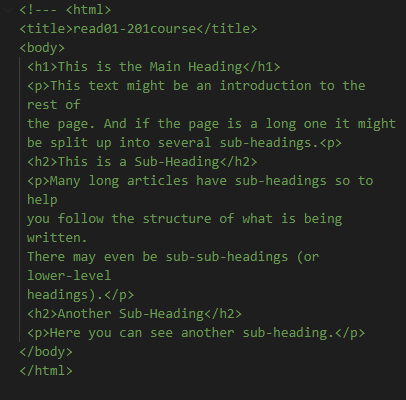 <!--- <html>
<title>read01-201course</title>
<body>
<h1>This is the Main Heading</h1>
<p>This text might be an introduction to the
rest of
the page. And if the page is a long one it might
be split up into several sub-headings.<p>
<h2>This is a Sub-Heading</h2>
<p>Many long articles have sub-headings so to
help
you follow the structure of what is being
written.
There may even be sub-sub-headings (or
lower-level
headings).</p>
<h2>Another Sub-Heading</h2>
<p>Here you can see another sub-heading.</p>
</body>
</html>